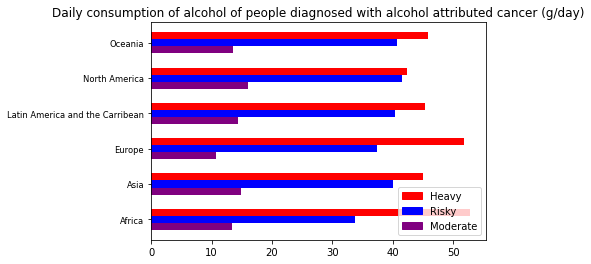 Daily consumption of alcohol of people diagnosed with alcohol attributed cancer (g/day)
Oceania
North America
Latin America and the Carribean
Europe
Asia
Africa
Heavy
Risky
Moderate
0 10 20 30 40 50